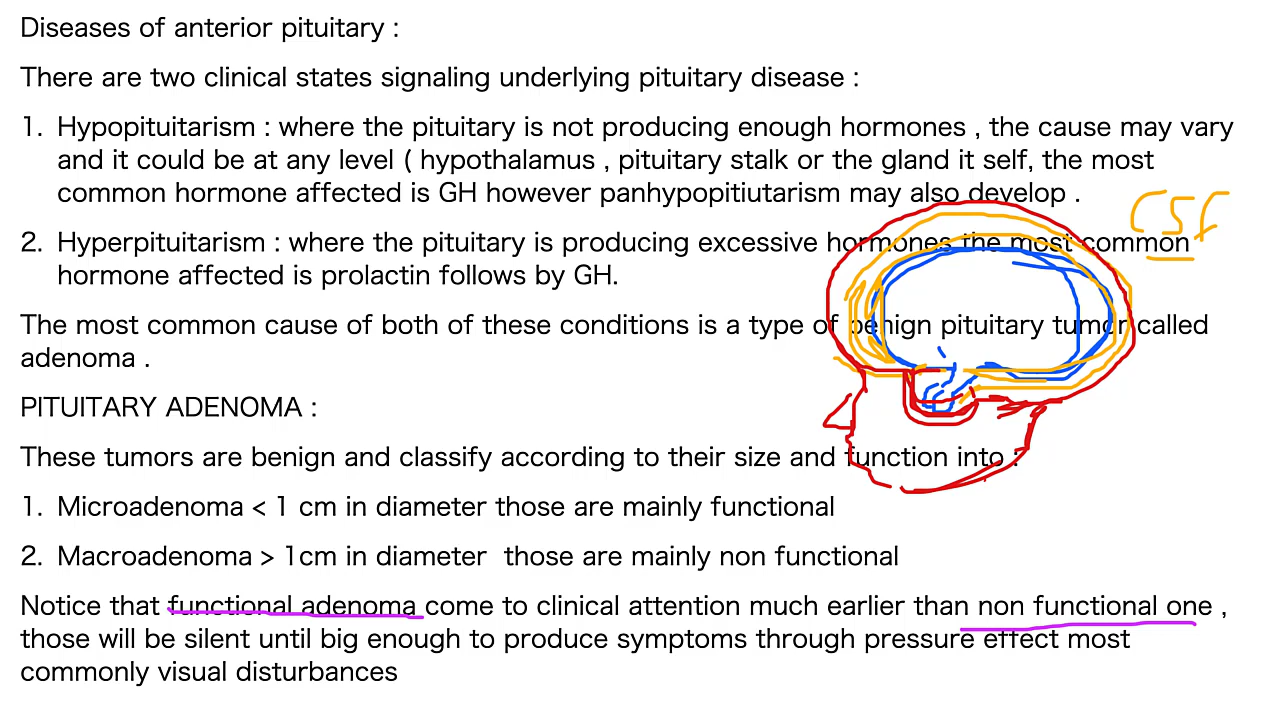 Diseases of anterior pituitary :
There are two clinical states signaling underlying pituitary disease :
1. Hypopituitarism : where the pituitary is not producing enough hormones , the cause may vary
and it could be at any level ( hypothalamus , pituitary stalk or the gland it self, the most
common hormone affected is GH however panhypopitiutarism may also develop .
CSF
2. Hyperpituitarism : where the pituitary is producing excessive hormones the most common
hormone affected is prolactin follows by GH.
The most common cause of both of these conditions is a type of benign pituitary tumor called
adenoma .
PITUITARY ADENOMA :
These tumors are benign and classify according to their size and function into :
1. Microadenoma < 1 cm in diameter those are mainly functional
2. Macroadenoma > 1cm in diameter those are mainly non functional
Notice that functional adenoma come to clinical attention much earlier than non functional one ,
those will be silent until big enough to produce symptoms through pressure effect most
commonly visual disturbances